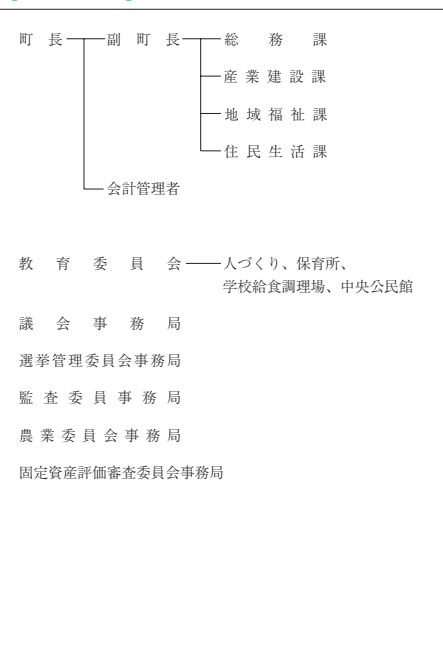 町長 副町長 総務課
産業建設課
地域福祉課
住民生活課
会計管理者
教育委員会 人づくり、保育所、
学校給食調理場、中央公民館
議会事務局
選挙管理委員会事務局
監査委員事務局
農業委員会事務局
固定資産評価審査委員会事務局